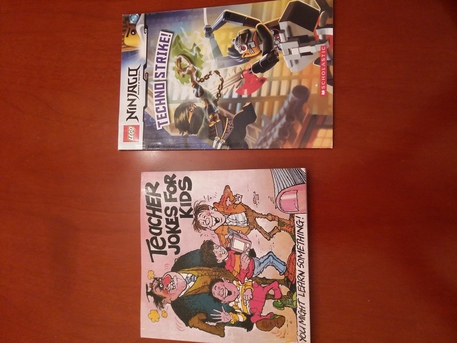 LEGO
NINJAGO
TECHNO STRIKE!
SCHOLASTIC
TEACHER
JOKES FOR
KIDS
YOU MIGHT LEARN SOMETHING!